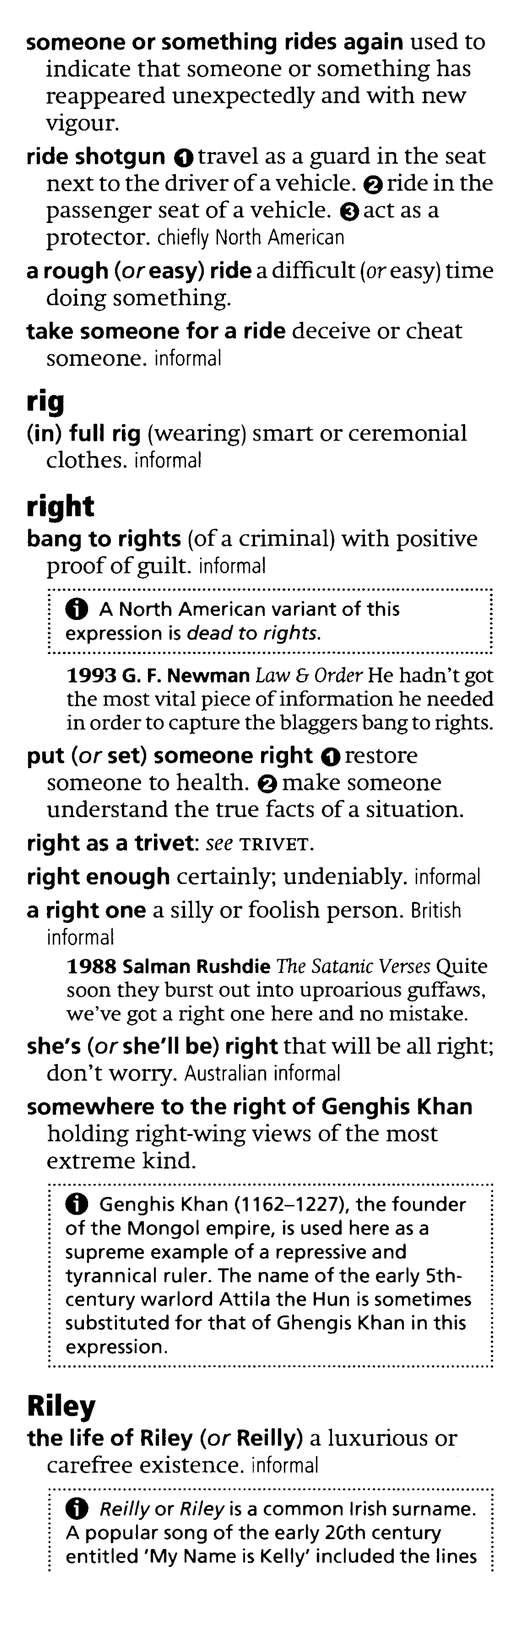 someone or something rides again used to
indicate that someone or something has
reappeared unexpectedly and with new
vigour.
ride shotgun ❶ travel as a guard in the seat
next to the driver of a vehicle. ❷ ride in the
passenger seat of a vehicle. ❸ act as a
protector. chiefly North American
a rough (or easy) ride a difficult (or easy) time
doing something.
take someone for a ride deceive or cheat
someone. informal
rig
(in) full rig (wearing) smart or ceremonial
clothes. informal
right
bang to rights (of a criminal) with positive
proof of guilt. informal
ℹ A North American variant of this
expression is dead to rights.
1993 G. F. Newman Law & Order He hadn't got
the most vital piece of information he needed
in order to capture the blaggers bang to rights.
put (or set) someone right ❶ restore
someone to health. ❷ make someone
understand the true facts of a situation.
right as a trivet: see TRIVET.
right enough certainly; undeniably. informal
a right one a silly or foolish person. British
informal
1988 Salman Rushdie The Satanic Verses Quite
soon they burst out into uproarious guffaws,
we've got a right one here and no mistake.
she's (or she'll be) right that will be all right;
don't worry. Australian informal
somewhere to the right of Genghis Khan
holding right-wing views of the most
extreme kind.
ℹ Genghis Khan (1162–1227), the founder
of the Mongol empire, is used here as a
supreme example of a repressive and
tyrannical ruler. The name of the early 5th-
century warlord Attila the Hun is sometimes
substituted for that of Ghengis Khan in this
expression.
Riley
the life of Riley (or Reilly) a luxurious or
carefree existence. informal
ℹ Reilly or Riley is a common Irish surname.
A popular song of the early 20th century
entitled 'My Name is Kelly' included the lines